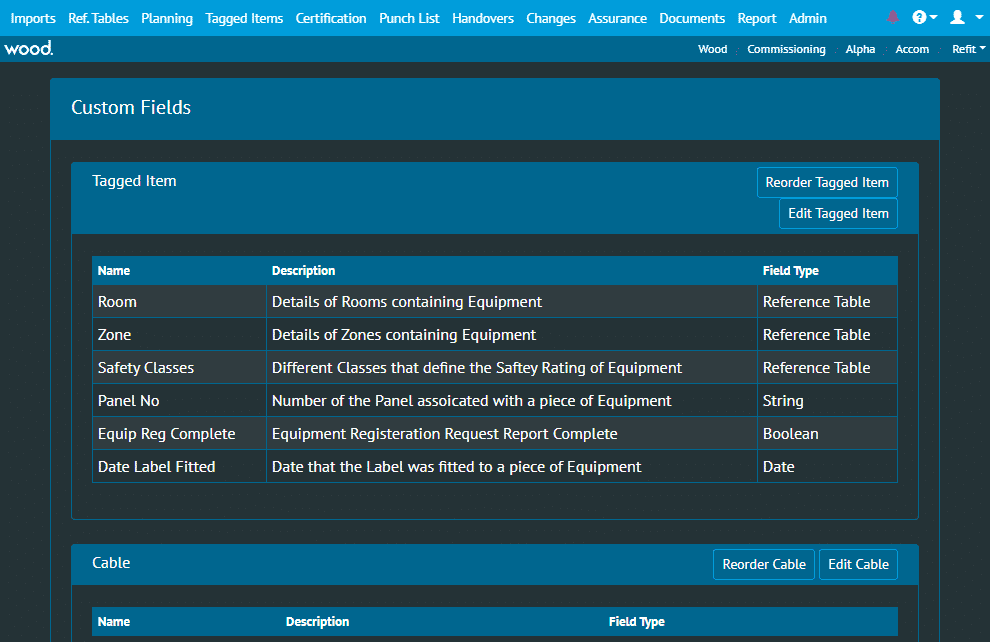 Imports Ref. Tables Planning Tagged Items Certification Punch List Handovers Changes Assurance Documents Report Admin
wood. Wood / Commissioning / Alpha / Accom / Refit
Custom Fields
Tagged Item
Reorder Tagged Item
Edit Tagged Item
Name Description Field Type
Room Details of Rooms containing Equipment Reference Table
Zone Details of Zones containing Equipment Reference Table
Safety Classes Different Classes that define the Saftey Rating of Equipment Reference Table
Panel No Number of the Panel assoicated with a piece of Equipment String
Equip Reg Complete Equipment Registeration Request Report Complete Boolean
Date Label Fitted Date that the Label was fitted to a piece of Equipment Date
Cable Reorder Cable Edit Cable
Name Description Field Type